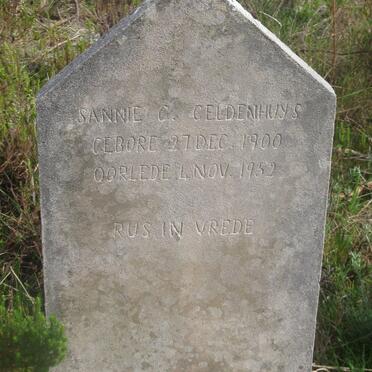 SANNIE C. GELDENHUYS
GEBORE 27 DEC. 1900
OORLEDE 1. NOV. 1952
RUS IN VREDE